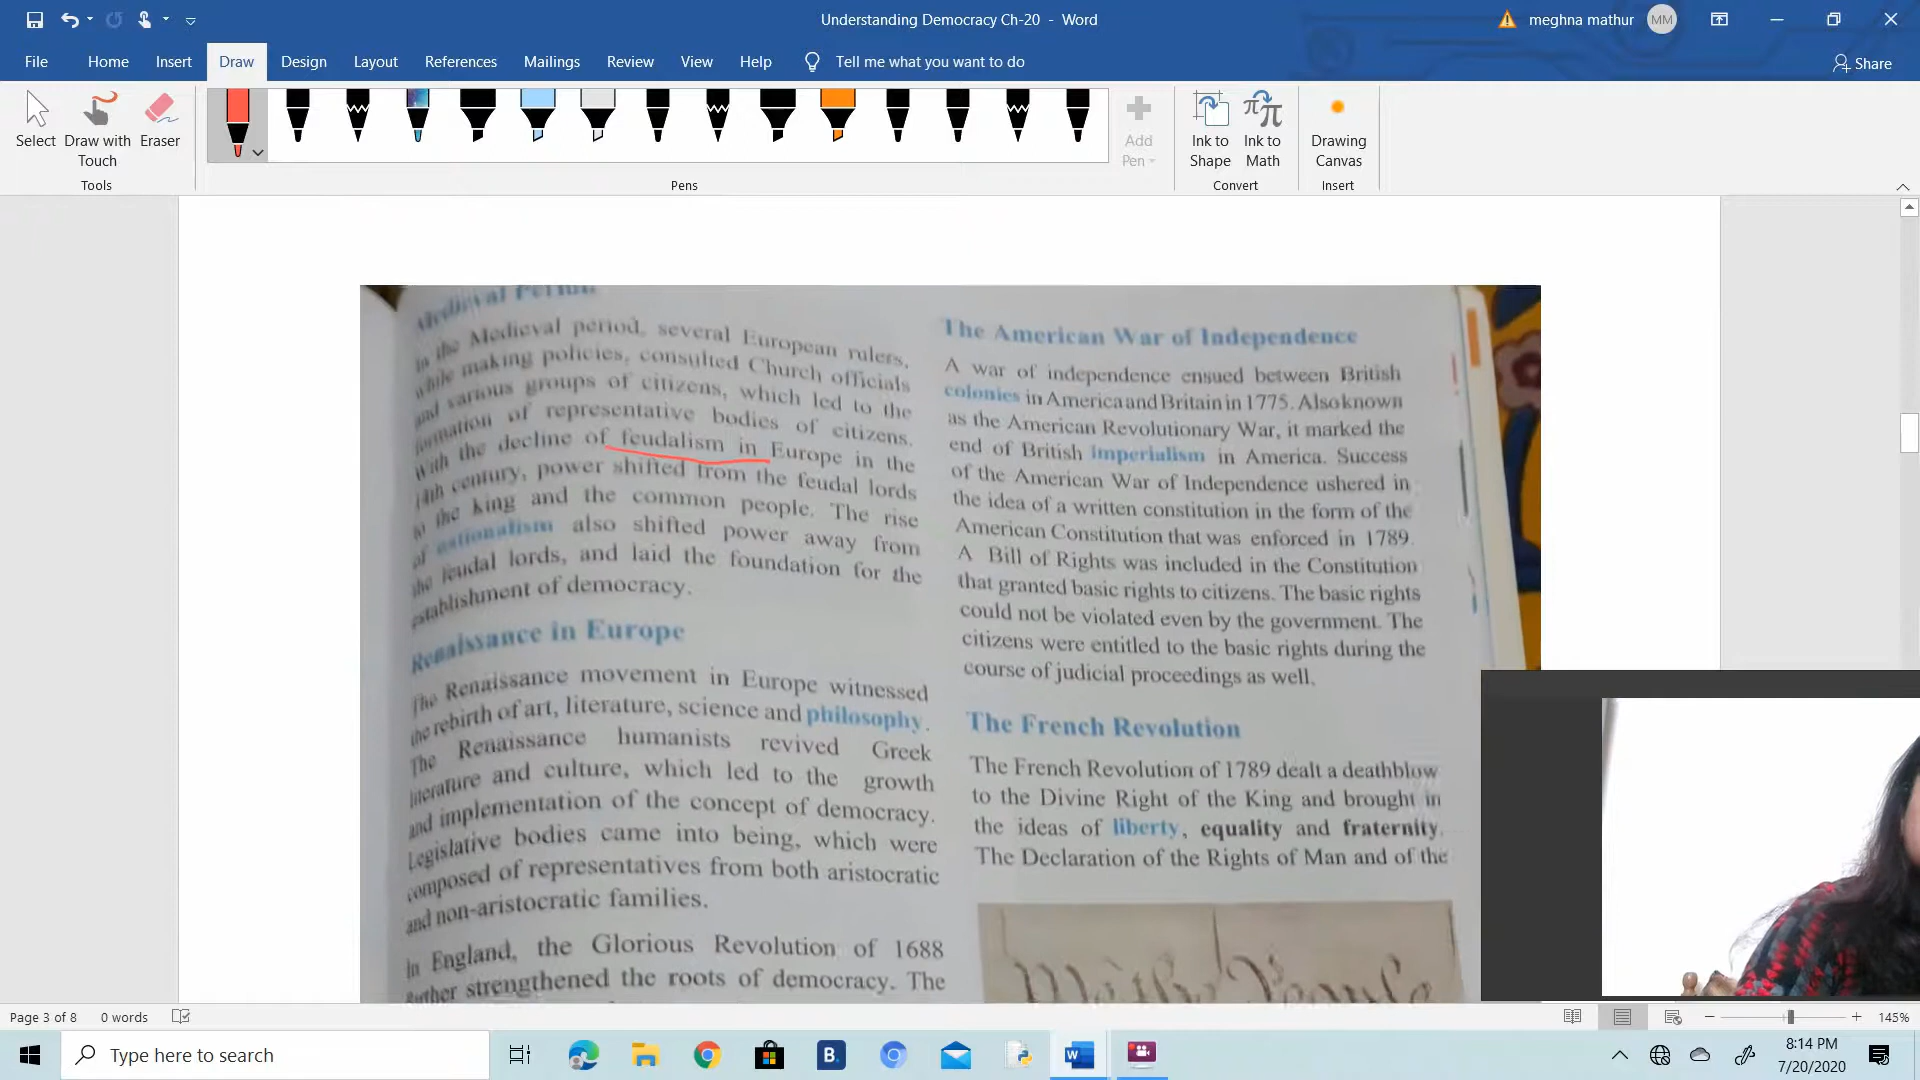 Understanding Democracy Ch-20 - Word
meghna mathur
MM
File
Home
Insert
Draw
Design
Layout
References
Mailings
Review
View
Help
Tell me what you want to do
Share
Select
Draw with
Touch
Eraser
Tools
Pens
Add
Pen
Ink to
Shape
Ink to
Math
Convert
Drawing
Canvas
Insert
Medieval Period
In the Medieval period, several European rulers,
while making policies, consulted Church officials
and various groups of citizens, which led to the
formation of representative bodies of citizens.
With the decline of feudalism in Europe in the
14th century, power shifted from the feudal lords
to the king and the common people. The rise
of nationalism also shifted power away from
the feudal lords, and laid the foundation for the
establishment of democracy.
Renaissance in Europe
The Renaissance movement in Europe witnessed
the rebirth of art, literature, science and philosophy.
The Renaissance humanists revived Greek
literature and culture, which led to the growth
and implementation of the concept of democracy.
Legislative bodies came into being, which were
composed of representatives from both aristocratic
and non-aristocratic families.
In England, the Glorious Revolution of 1688
further strengthened the roots of democracy. The
The American War of Independence
A war of independence ensued between British
colonies in America and Britain in 1775. Also known
as the American Revolutionary War, it marked the
end of British imperialism in America. Success
of the American War of Independence ushered in
the idea of a written constitution in the form of the
American Constitution that was enforced in 1789.
A Bill of Rights was included in the Constitution
that granted basic rights to citizens. The basic rights
could not be violated even by the government. The
citizens were entitled to the basic rights during the
course of judicial proceedings as well.
The French Revolution
The French Revolution of 1789 dealt a deathblow
to the Divine Right of the King and brought in
the ideas of liberty, equality and fraternity.
The Declaration of the Rights of Man and of the
We the People
Page 3 of 8
0 words
145%
Type here to search
B.
8:14 PM
7/20/2020